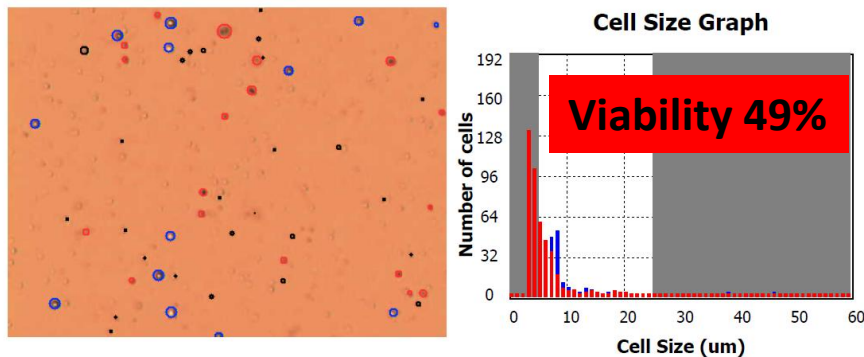 Cell Size Graph
Viability 49%
Number of cells
192
160
128
96
64
32
0
0 10 20 30 40 50 60
Cell Size (um)